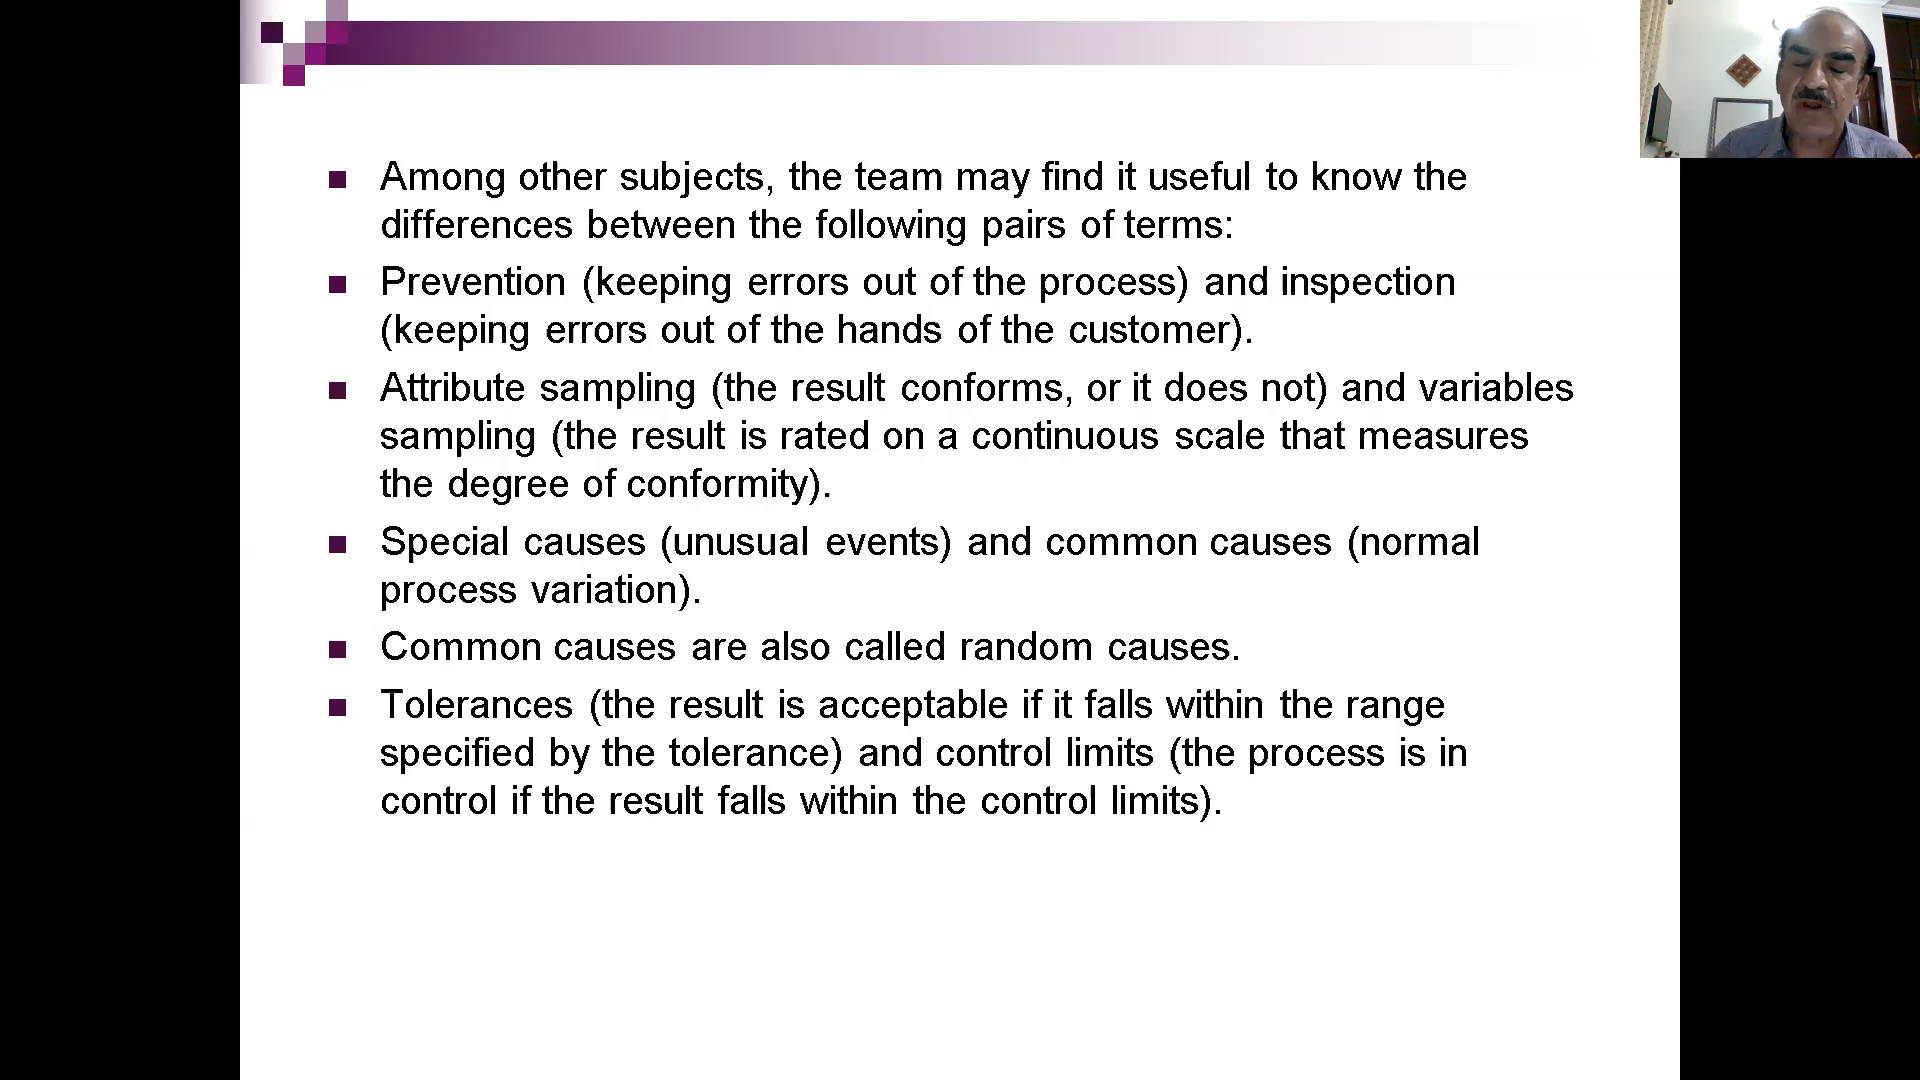 Among other subjects, the team may find it useful to know the
differences between the following pairs of terms:
Prevention (keeping errors out of the process) and inspection
(keeping errors out of the hands of the customer).
Attribute sampling (the result conforms, or it does not) and variables
sampling (the result is rated on a continuous scale that measures
the degree of conformity).
Special causes (unusual events) and common causes (normal
process variation).
Common causes are also called random causes.
Tolerances (the result is acceptable if it falls within the range
specified by the tolerance) and control limits (the process is in
control if the result falls within the control limits).